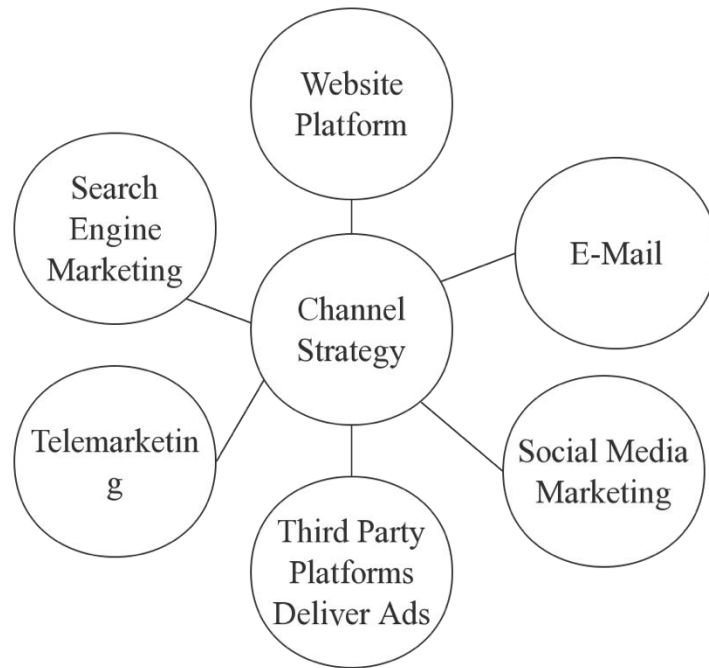 Website
Platform
Search
Engine
Marketing
E-Mail
Channel
Strategy
Telemarketin
g
Social Media
Marketing
Third Party
Platforms
Deliver Ads